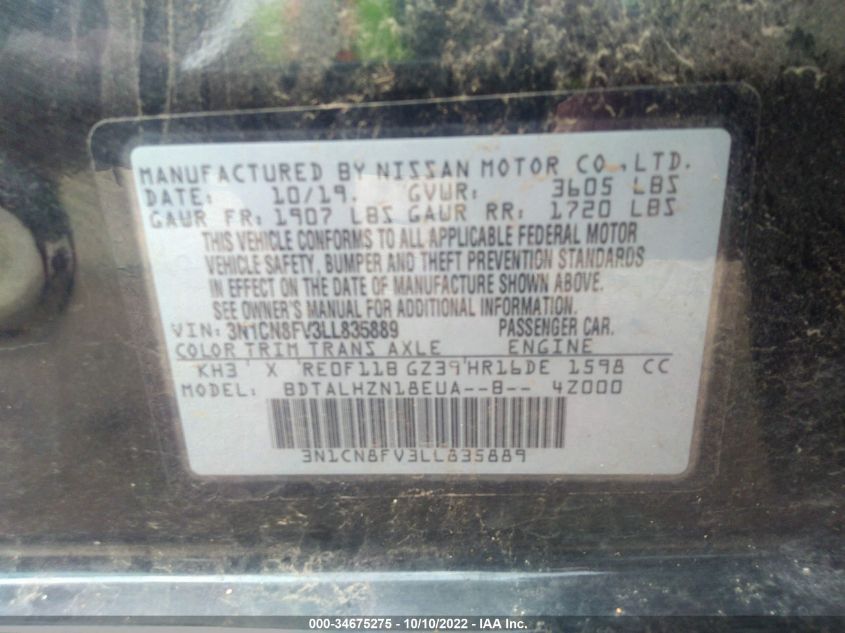 MANUFACTURED BY NISSAN MOTOR CO.,LTD.
DATE: 10/19. GVWR: 3605 LBS
GAWR FR: 1907 LBS GAWR RR: 1720 LBS
THIS VEHICLE CONFORMS TO ALL APPLICABLE FEDERAL MOTOR
VEHICLE SAFETY, BUMPER AND THEFT PREVENTION STANDARDS
IN EFFECT ON THE DATE OF MANUFACTURE SHOWN ABOVE.
SEE OWNER'S MANUAL FOR ADDITIONAL INFORMATION.
VIN: 3N1CN8FV3LL835889 PASSENGER CAR.
COLOR TRIM TRANS AXLE ENGINE
KH3 ' X RE0F11B GZ39'HR16DE 1598 CC
MODEL: BDTALHZN18EUA--B-- 4Z000
3N1CN8FV3LL835889
000-34675275 - 10/10/2022 - IAA Inc.